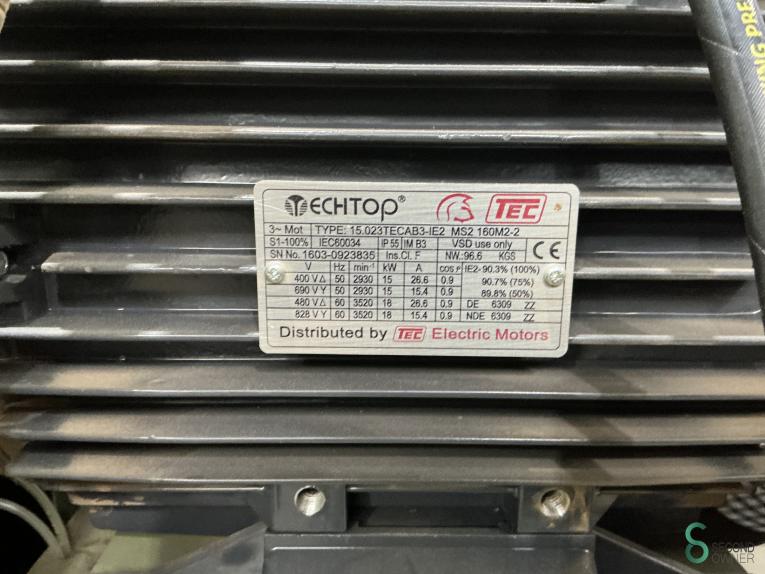 TECHTOP® TEC
3~ Mot TYPE: 15.023TECAB3-IE2 MS2 160M2-2
S1-100% IEC60034 IP 55 IM B3 VSD use only CE
SN No. 1603-0923835 Ins.Cl. F NW.:96.6 KGS
V Hz min⁻¹ kW A COS φ IE2- 90.3% (100%)
400 V Δ 50 2930 15 26.6 0.9 90.7% (75%)
690 V Y 50 2930 15 15.4 0.9 89.8% (50%)
480 V Δ 60 3520 18 26.6 0.9 DE 6309 ZZ
828 V Y 60 3520 18 15.4 0.9 NDE 6309 ZZ
Distributed by TEC Electric Motors
SECOND
OWNER